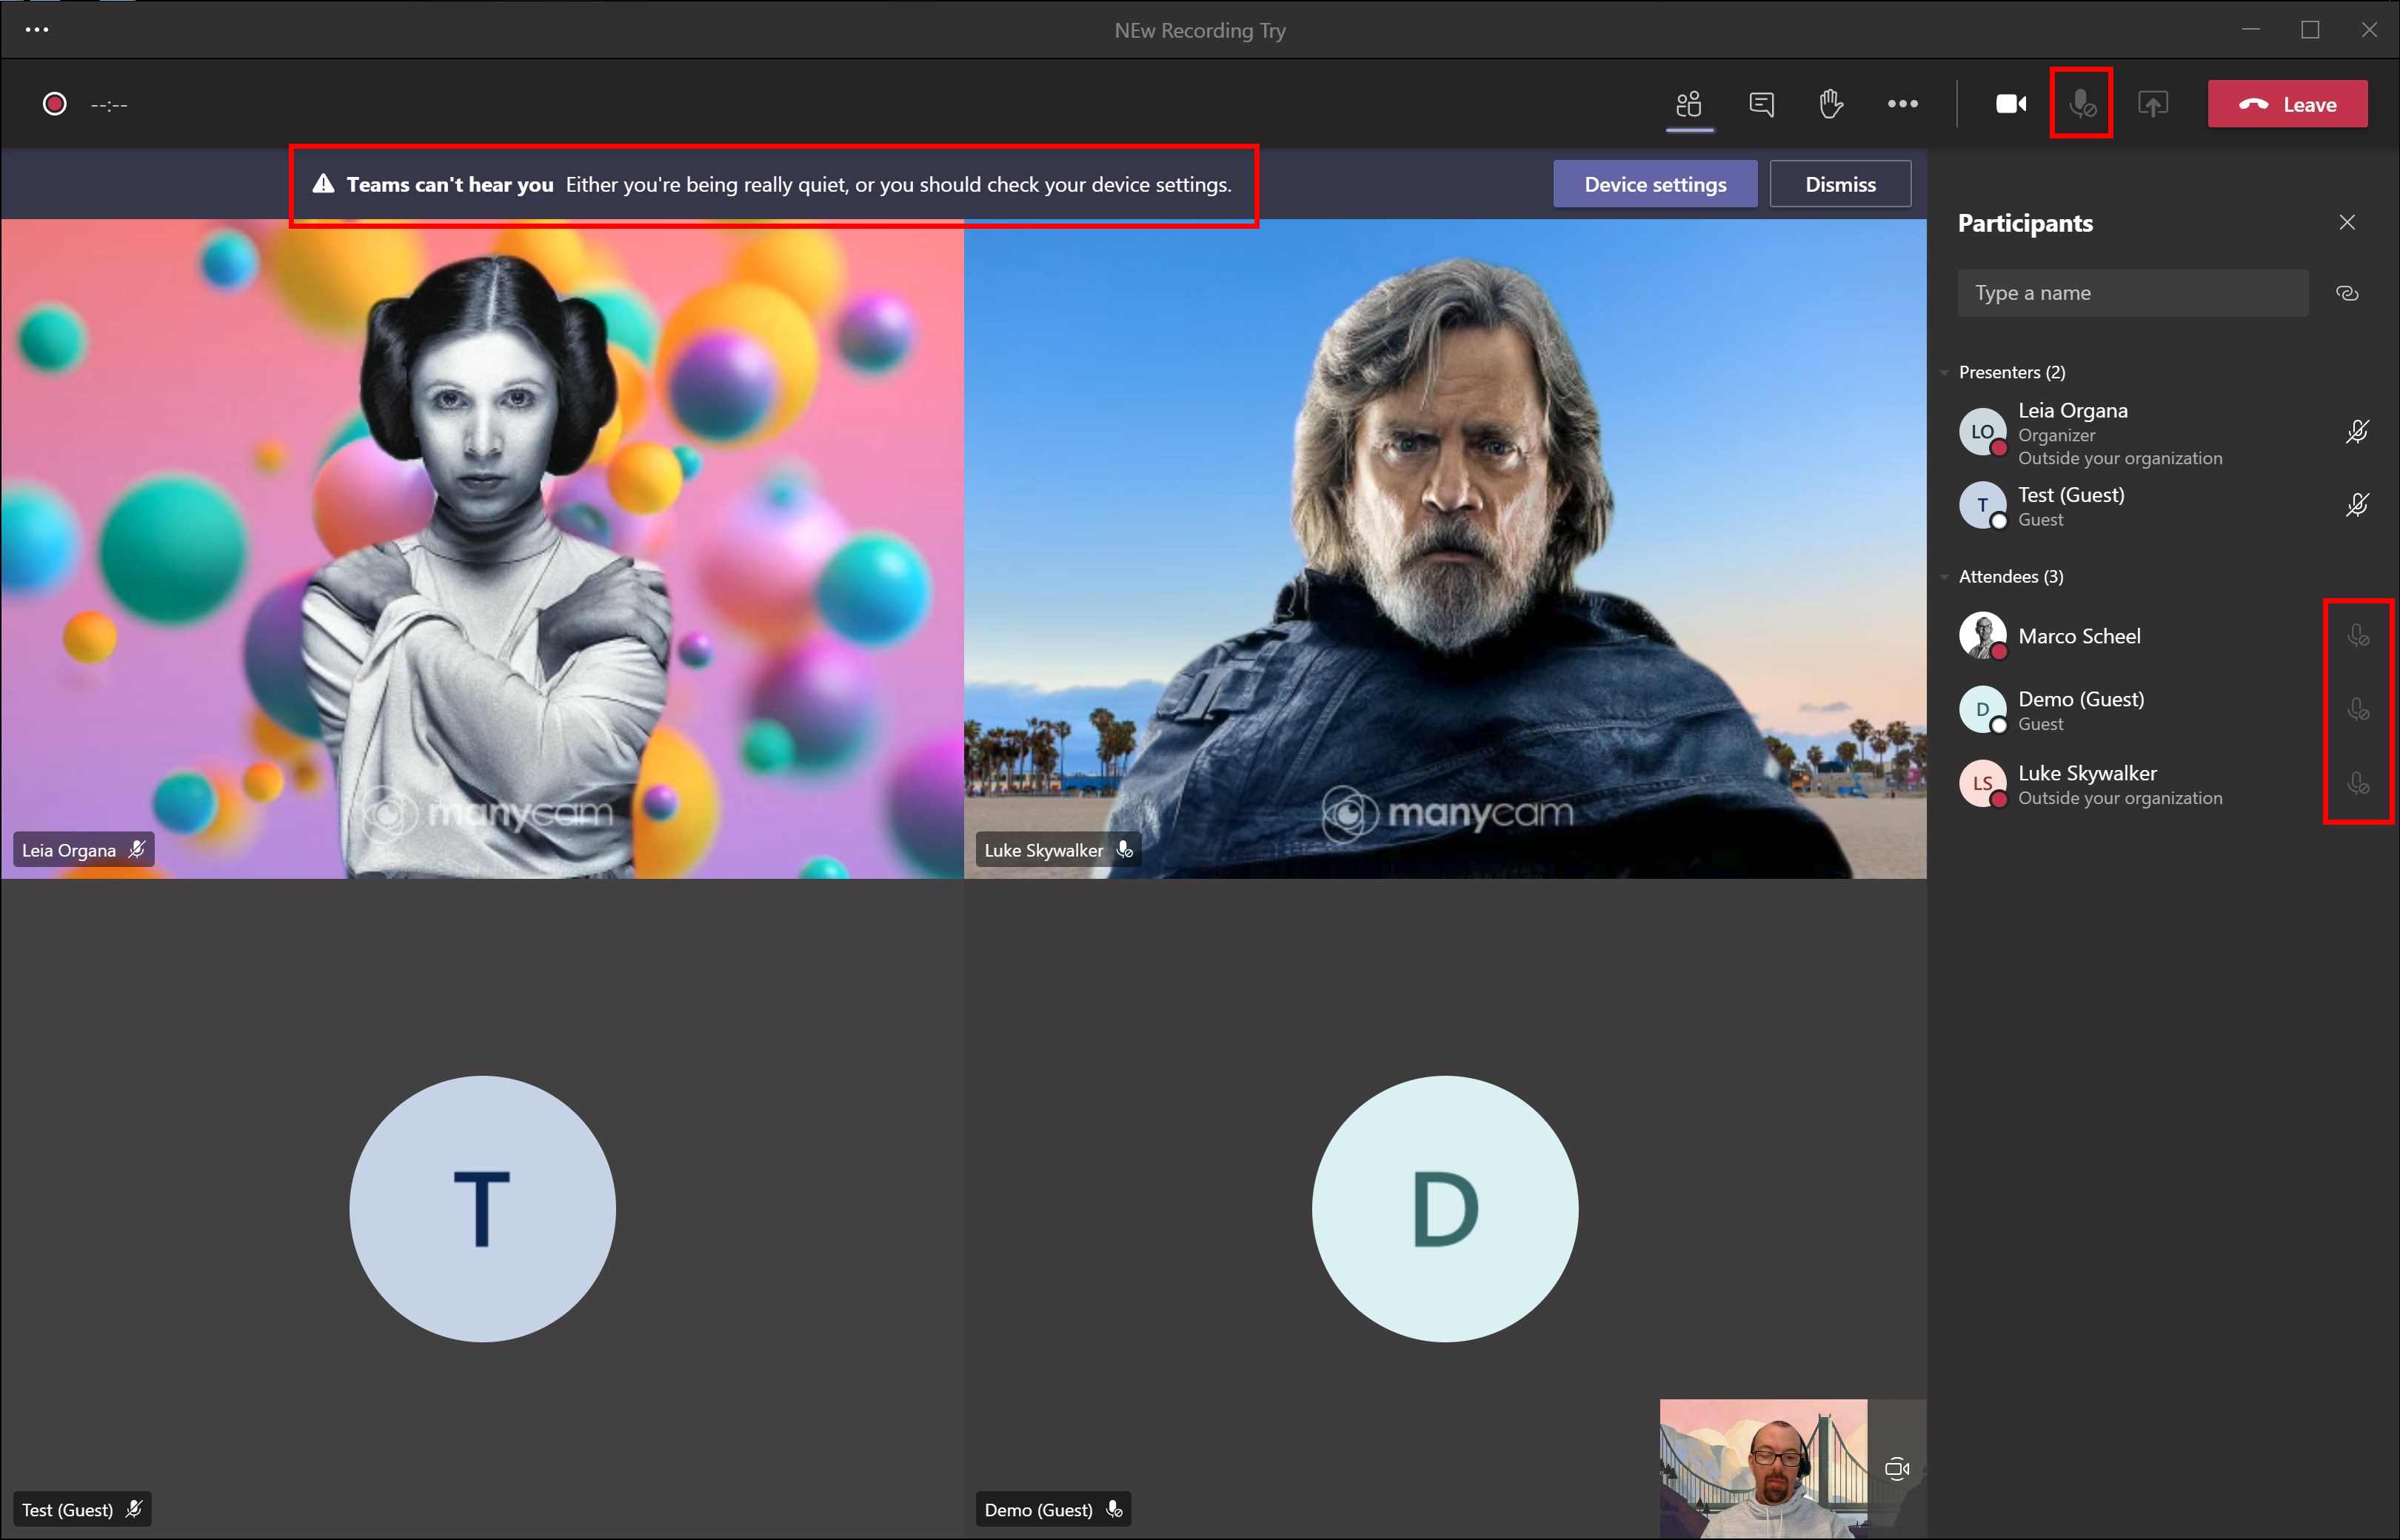 NEw Recording Try
--:--
Leave
Teams can't hear you Either you're being really quiet, or you should check your device settings.
Device settings
Dismiss
Participants
Type a name
Presenters (2)
LO
Leia Organa
Organizer
Outside your organization
T
Test (Guest)
Guest
Attendees (3)
Marco Scheel
D
Demo (Guest)
Guest
LS
Luke Skywalker
Outside your organization
manycam
Leia Organa
manycam
Luke Skywalker
T
Test (Guest)
D
Demo (Guest)